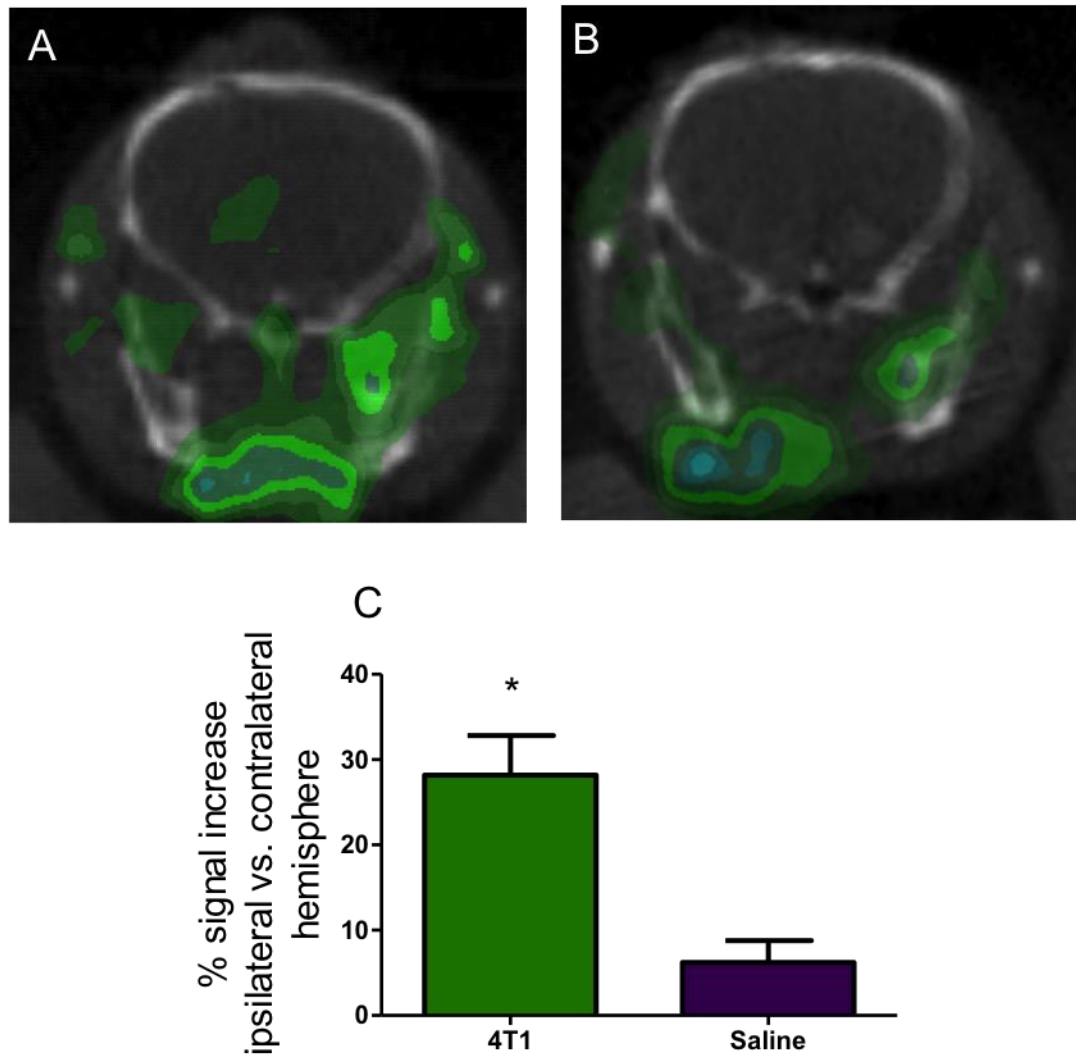 A
B
C
% signal increase
ipsilateral vs. contralateral
hemisphere
40
30
20
10
0
*
4T1
Saline